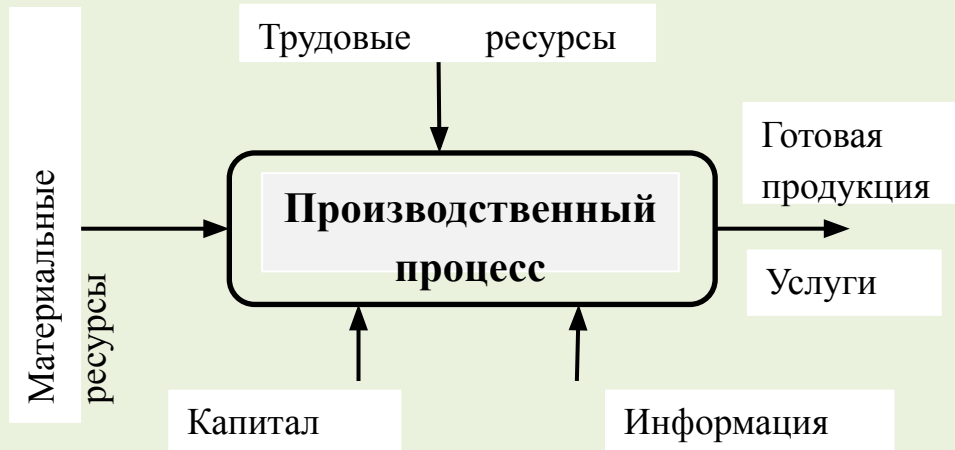 Трудовые ресурсы
Готовая
продукция
Материальные
ресурсы
Производственный
процесс
Услуги
Капитал
Информация